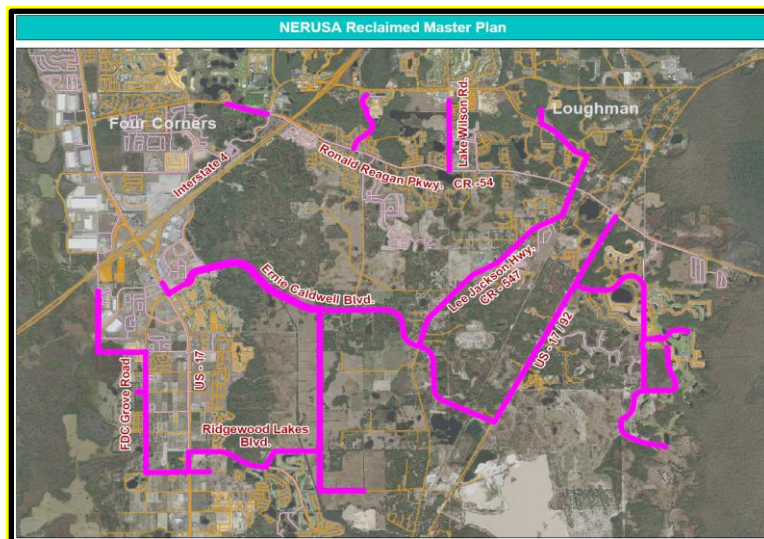 NERUSA Reclaimed Master Plan
Four Corners
Loughman
Lake Wilson Rd.
Interstate 4
Ronald Reagan Pkwy. CR -54
Ernie Caldwell Blvd.
Lee Jackson Hwy.
CR - 547
US - 17 / 92
FDC Grove Road
US - 17
Ridgewood Lakes
Blvd.